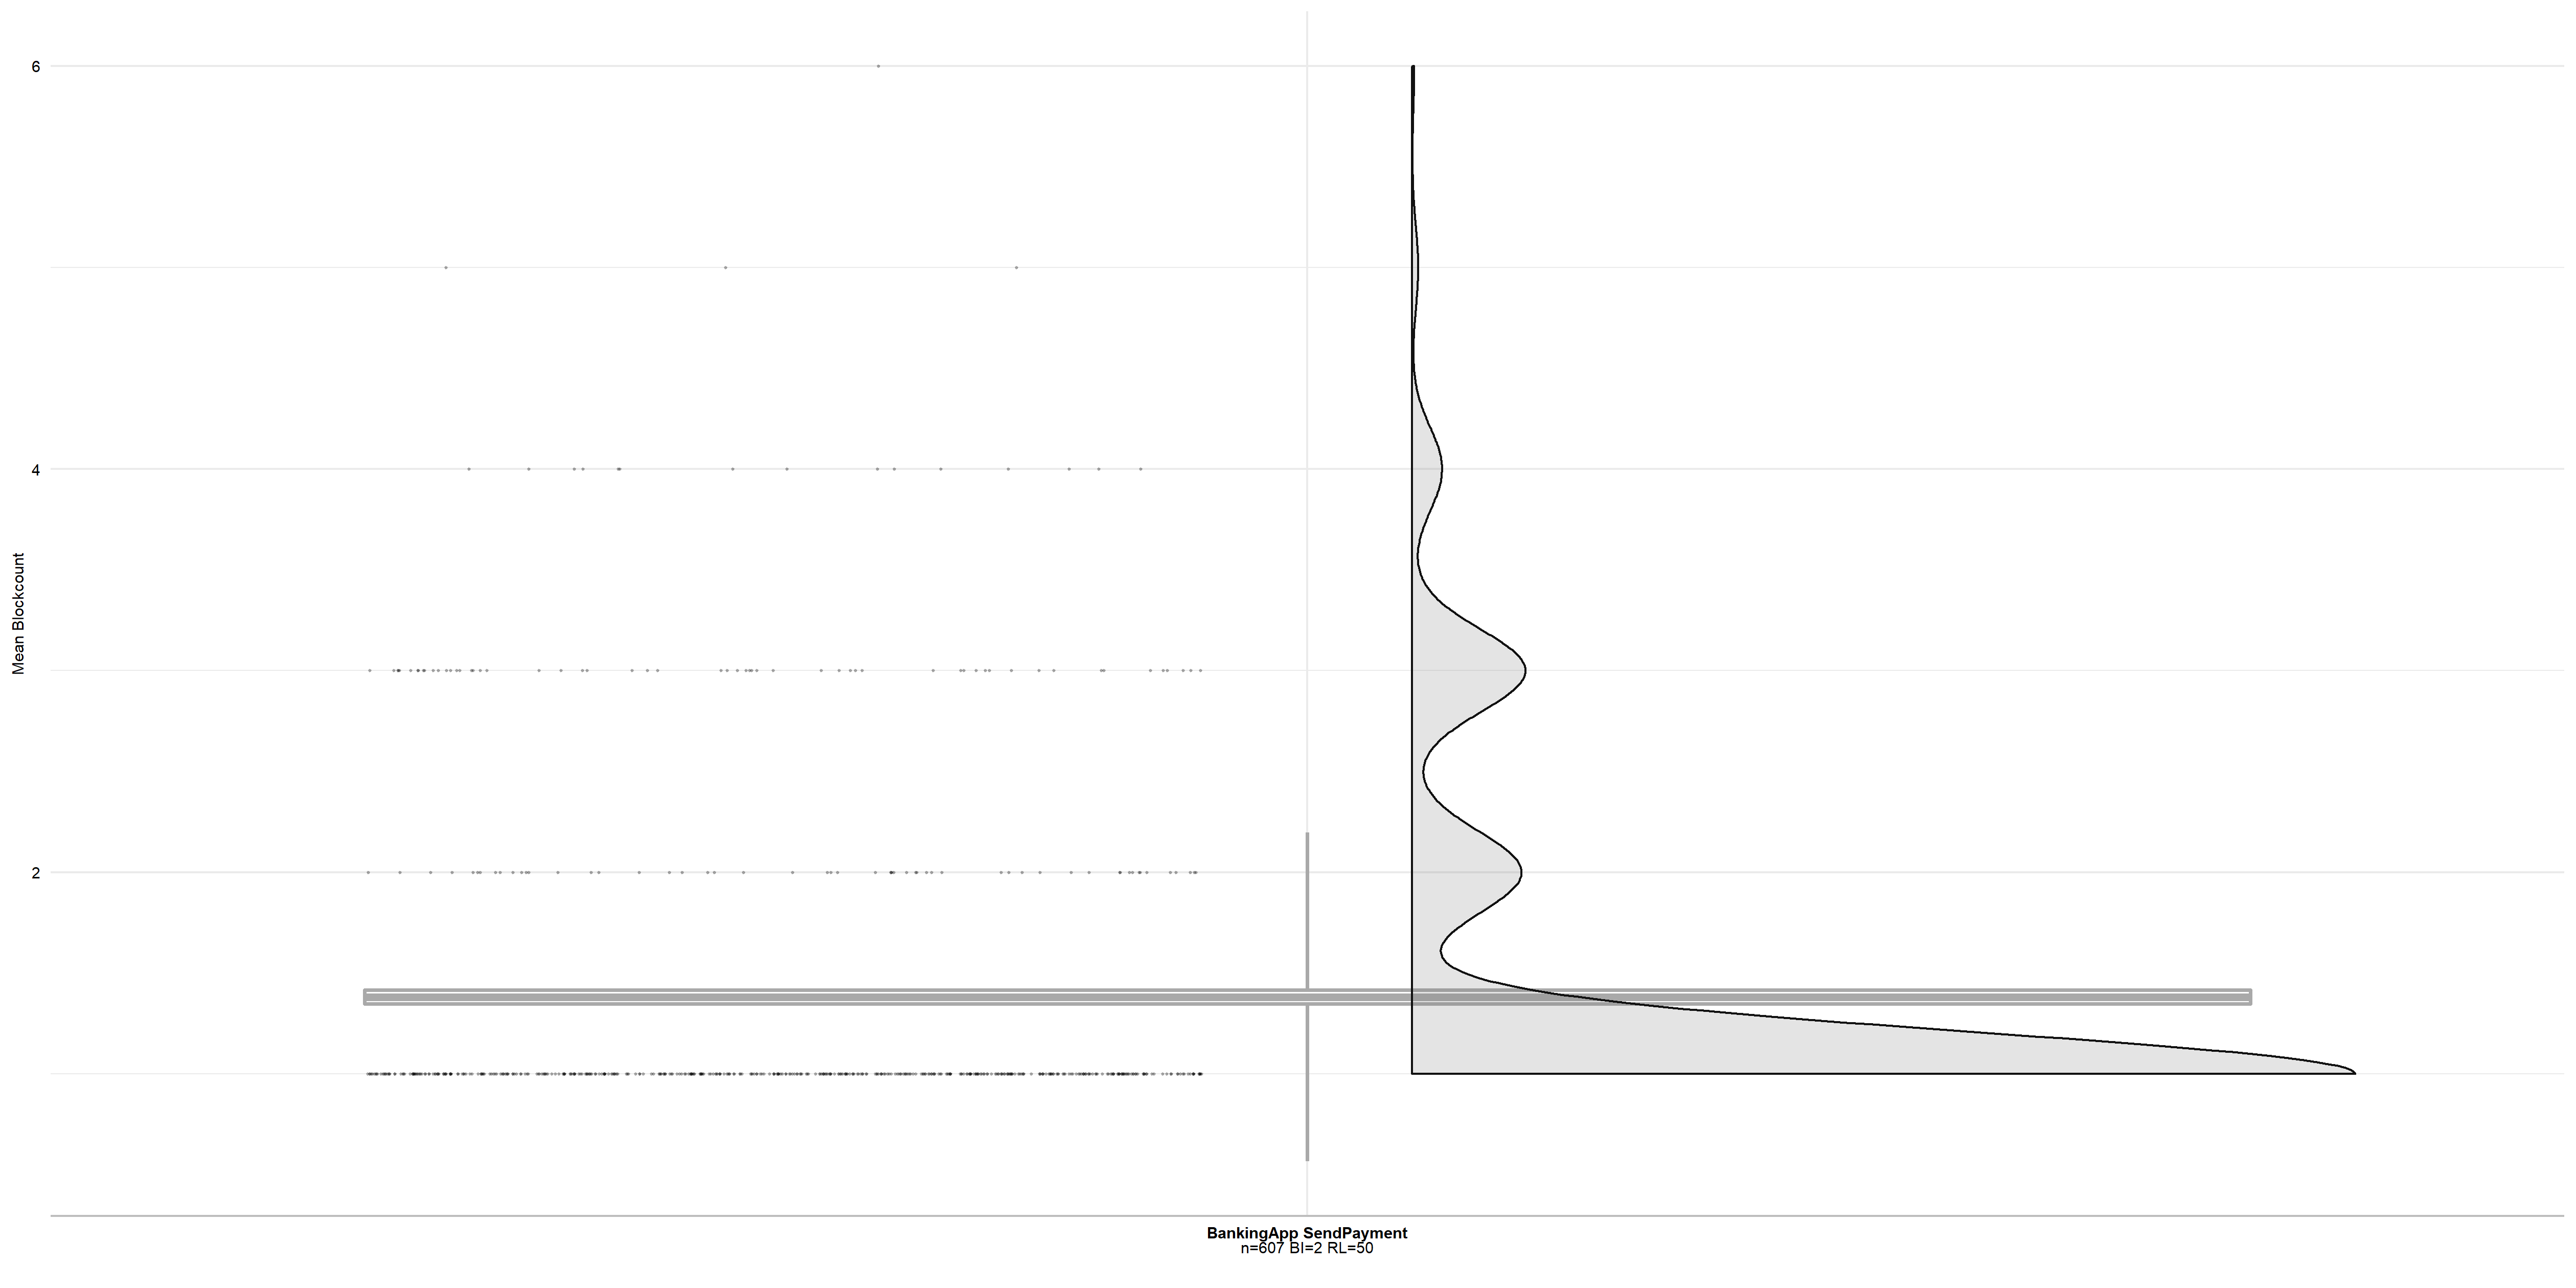 6
4
2
Mean Blockcount
BankingApp SendPayment
n=607 BI=2 RL=50